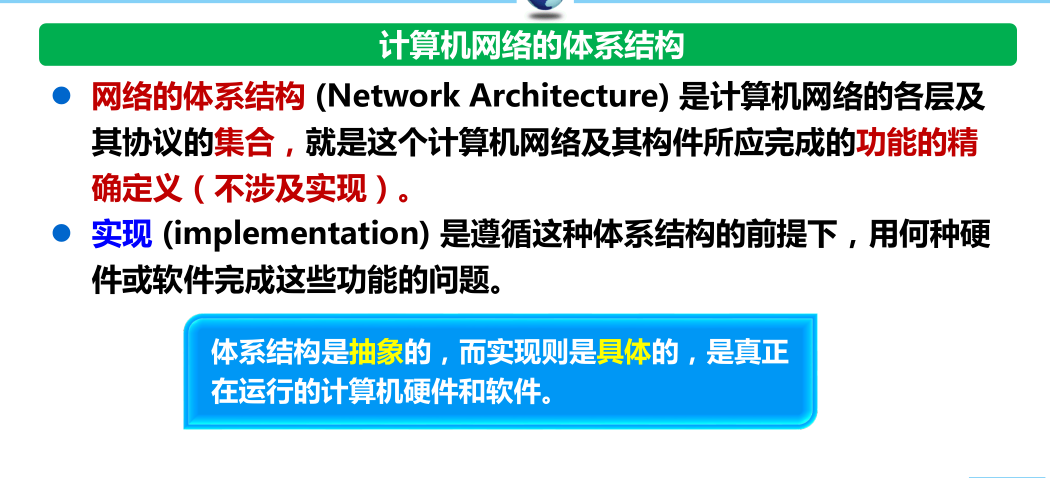 计算机网络的体系结构
网络的体系结构 (Network Architecture) 是计算机网络的各层及
其协议的集合，就是这个计算机网络及其构件所应完成的功能的精
确定义（不涉及实现）。
实现 (implementation) 是遵循这种体系结构的前提下，用何种硬
件或软件完成这些功能的问题。
体系结构是抽象的，而实现则是具体的，是真正
在运行的计算机硬件和软件。